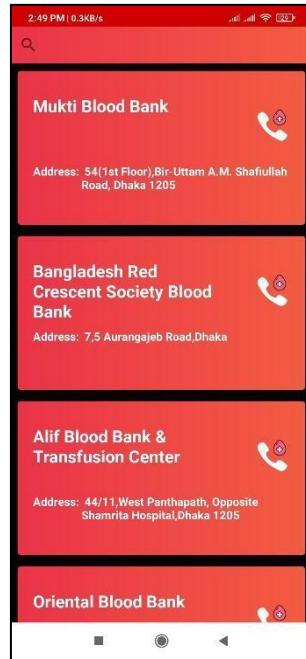 2:49 PM | 0.3KB/s
Mukti Blood Bank
Address: 54(1st Floor),Bir-Uttam A.M. Shafiullah
Road, Dhaka 1205
Bangladesh Red
Crescent Society Blood
Bank
Address: 7,5 Aurangajeb Road,Dhaka
Alif Blood Bank &
Transfusion Center
Address: 44/11,West Panthapath, Opposite
Shamrita Hospital,Dhaka 1205
Oriental Blood Bank